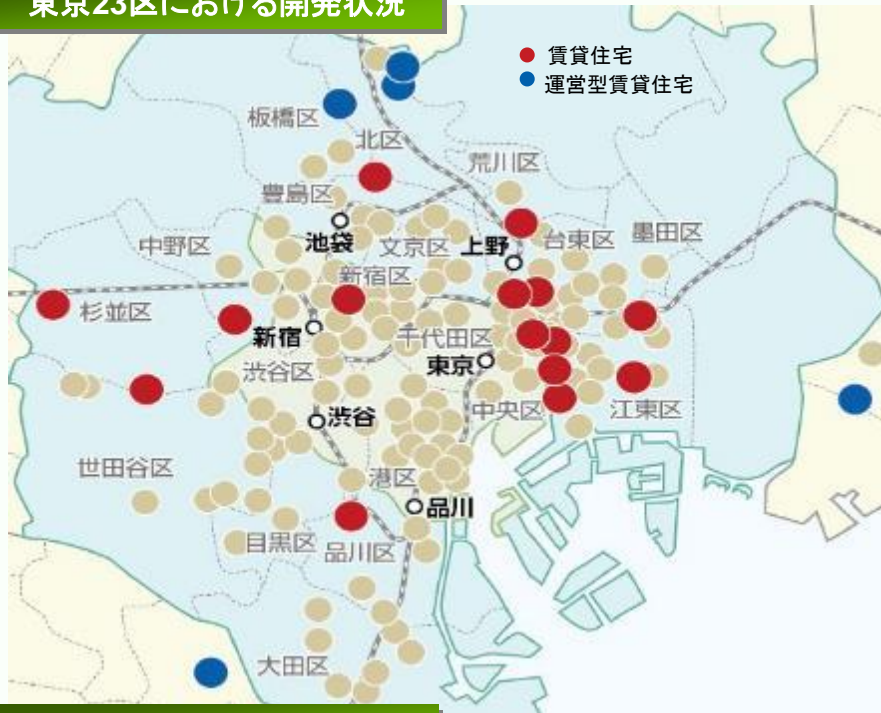 東京23区における開発状況
賃貸住宅
運営型賃貸住宅
板橋区
北区
荒川区
豊島区
池袋
文京区
上野
台東区
墨田区
中野区
新宿区
杉並区
新宿
千代田区
東京
渋谷区
中央区
江東区
渋谷
世田谷区
港区
品川
目黒区
品川区
大田区